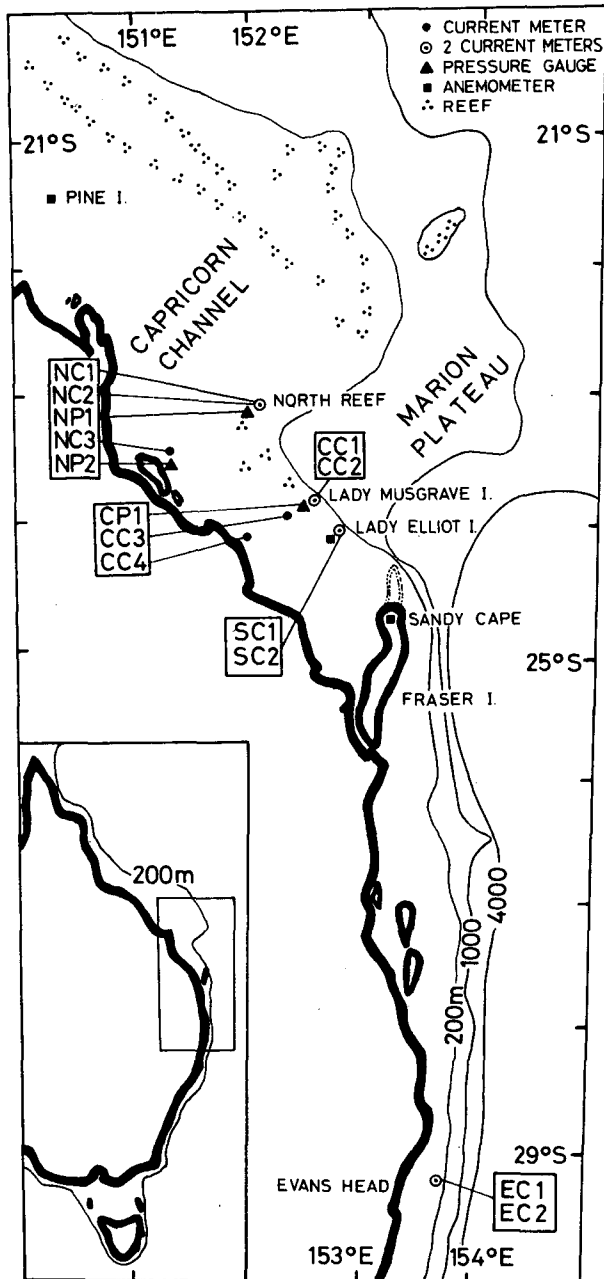 151°E 152°E
CURRENT METER
2 CURRENT METERS
PRESSURE GAUGE
ANEMOMETER
REEF
21°S 21°S
PINE I.
CAPRICORN
CHANNEL
MARION
PLATEAU
NC1
NC2
NP1
NC3
NP2
NORTH REEF
CC1
CC2
LADY MUSGRAVE I.
CP1
CC3
CC4
LADY ELLIOT I.
SC1
SC2
SANDY CAPE
25°S
FRASER I.
200m
4000
1000
200m
29°S
EVANS HEAD
EC1
EC2
153°E 154°E